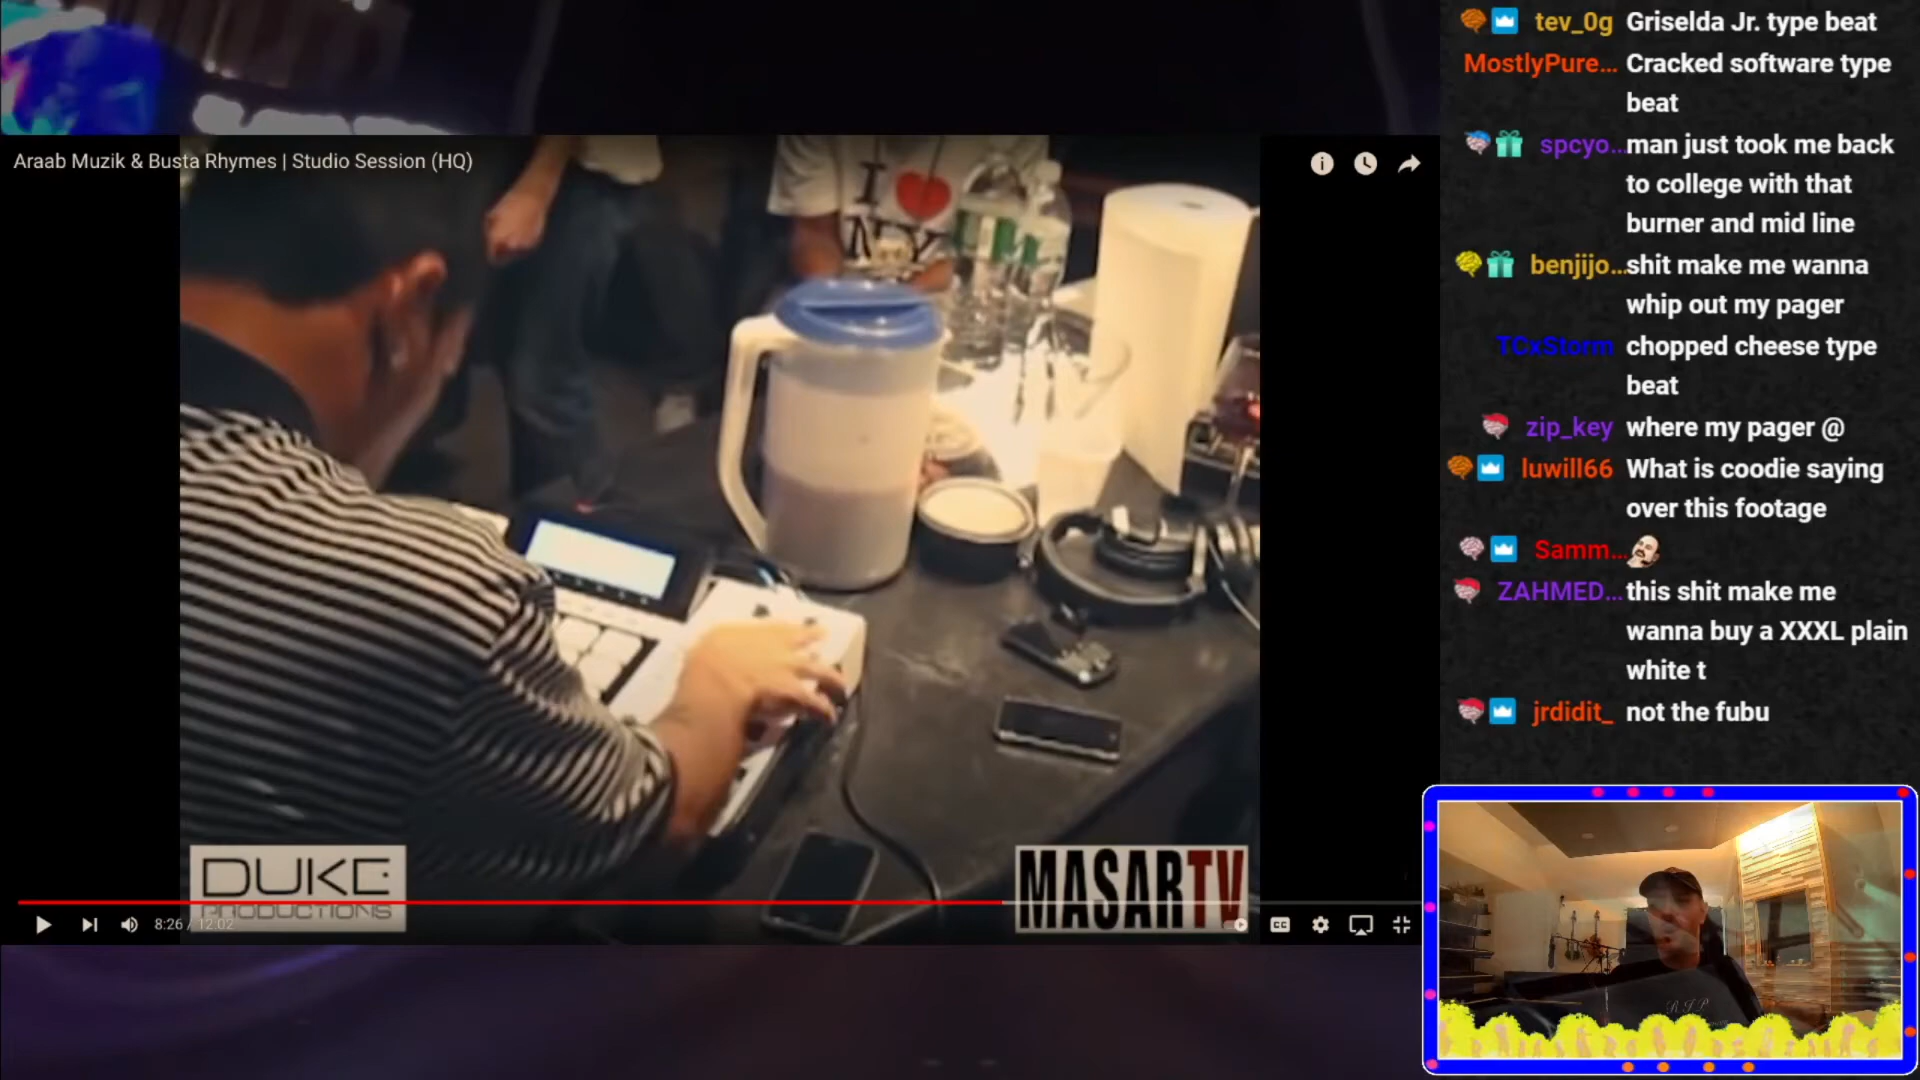 Araab Muzik & Busta Rhymes | Studio Session (HQ)
I
NY
DUKE
PRODUCTIONS
MASARTV
8:26 / 12:02
CC
tev_0g Griselda Jr. type beat
MostlyPure... Cracked software type
beat
spcyo... man just took me back
to college with that
burner and mid line
benjijo... shit make me wanna
whip out my pager
TCxStorm chopped cheese type
beat
zip_key where my pager @
luwill66 What is coodie saying
over this footage
Samm...
ZAHMED... this shit make me
wanna buy a XXXL plain
white t
jrdidit_ not the fubu
R.I.P